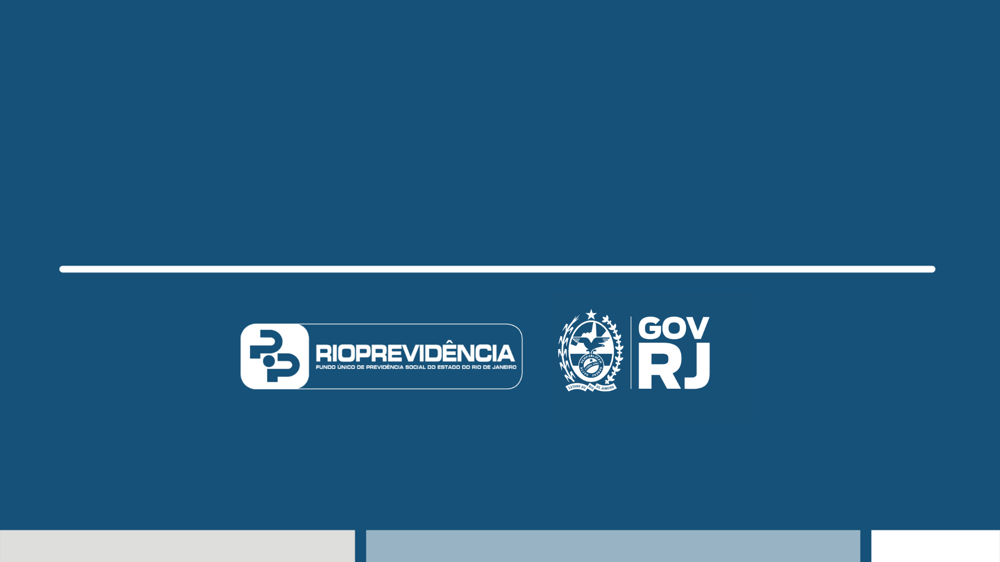 RIOPREVIDÊNCIA
FUNDO ÚNICO DE PREVIDÊNCIA SOCIAL DO ESTADO DO RIO DE JANEIRO
GOV
RJ
ESTADO DO RIO DE JANEIRO